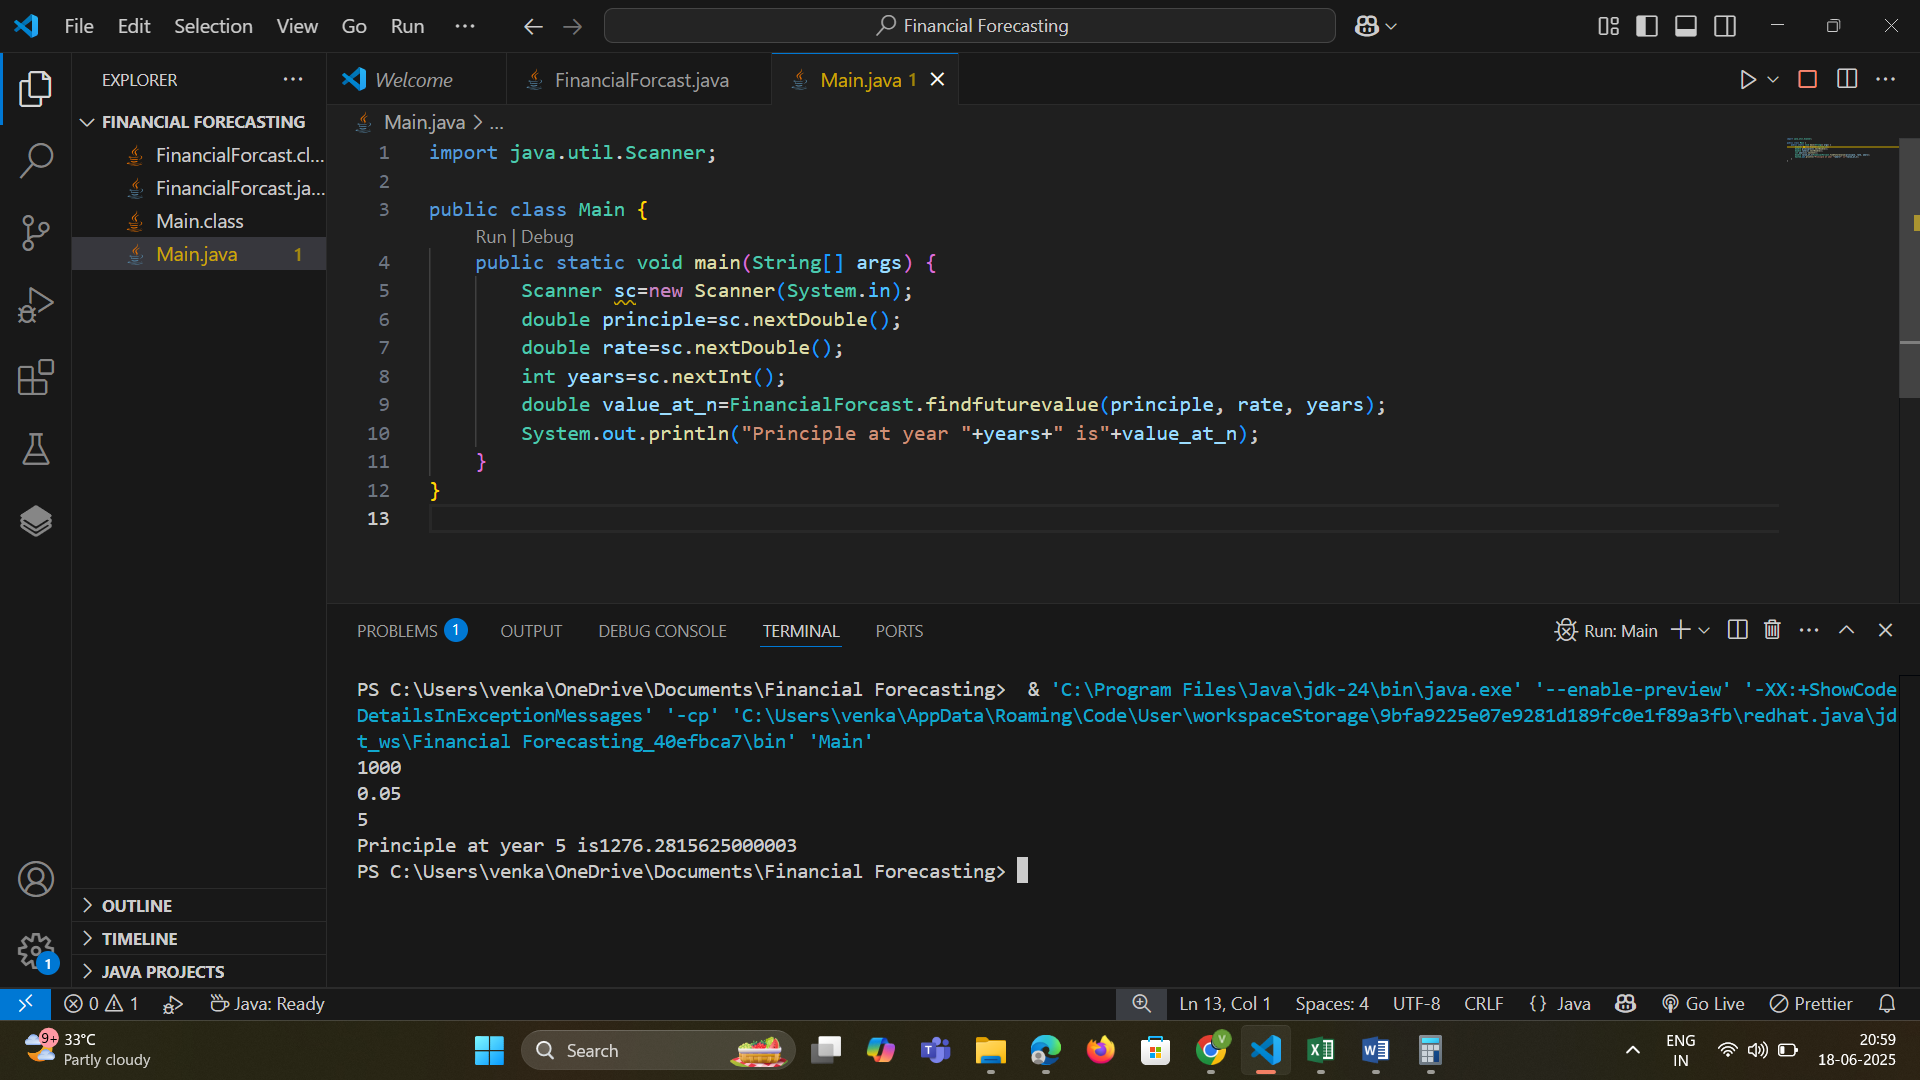 File Edit Selection View Go Run ... Financial Forecasting
EXPLORER ...
Welcome FinancialForcast.java Main.java 1
FINANCIAL FORECASTING
FinancialForcast.cl...
FinancialForcast.ja...
Main.class
Main.java 1
Main.java > ...
1 import java.util.Scanner;
2
3 public class Main {
Run | Debug
4 public static void main(String[] args) {
5 Scanner sc=new Scanner(System.in);
6 double principle=sc.nextDouble();
7 double rate=sc.nextDouble();
8 int years=sc.nextInt();
9 double value_at_n=FinancialForcast.findfuturevalue(principle, rate, years);
10 System.out.println("Principle at year "+years+" is"+value_at_n);
11 }
12 }
13
PROBLEMS 1 OUTPUT DEBUG CONSOLE TERMINAL PORTS Run: Main
PS C:\Users\venka\OneDrive\Documents\Financial Forecasting>  & 'C:\Program Files\Java\jdk-24\bin\java.exe' '--enable-preview' '-XX:+ShowCode
DetailsInExceptionMessages' '-cp' 'C:\Users\venka\AppData\Roaming\Code\User\workspaceStorage\9bfa9225e07e9281d189fc0e1f89a3fb\redhat.java\jd
t_ws\Financial Forecasting_40efbca7\bin' 'Main'
1000
0.05
5
Principle at year 5 is1276.2815625000003
PS C:\Users\venka\OneDrive\Documents\Financial Forecasting>
OUTLINE
TIMELINE
JAVA PROJECTS
1
0 1 Java: Ready Ln 13, Col 1 Spaces: 4 UTF-8 CRLF {} Java Go Live Prettier
9+ 33°C
Partly cloudy
Search
V
ENG
IN
20:59
18-06-2025